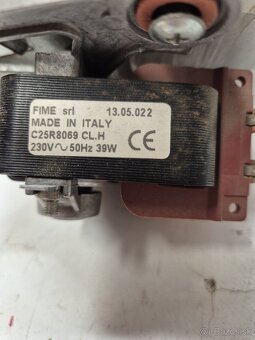 FIME srl 13.05.022
MADE IN ITALY
C25R8069 CL.H
230V ~ 50Hz 39W
CE